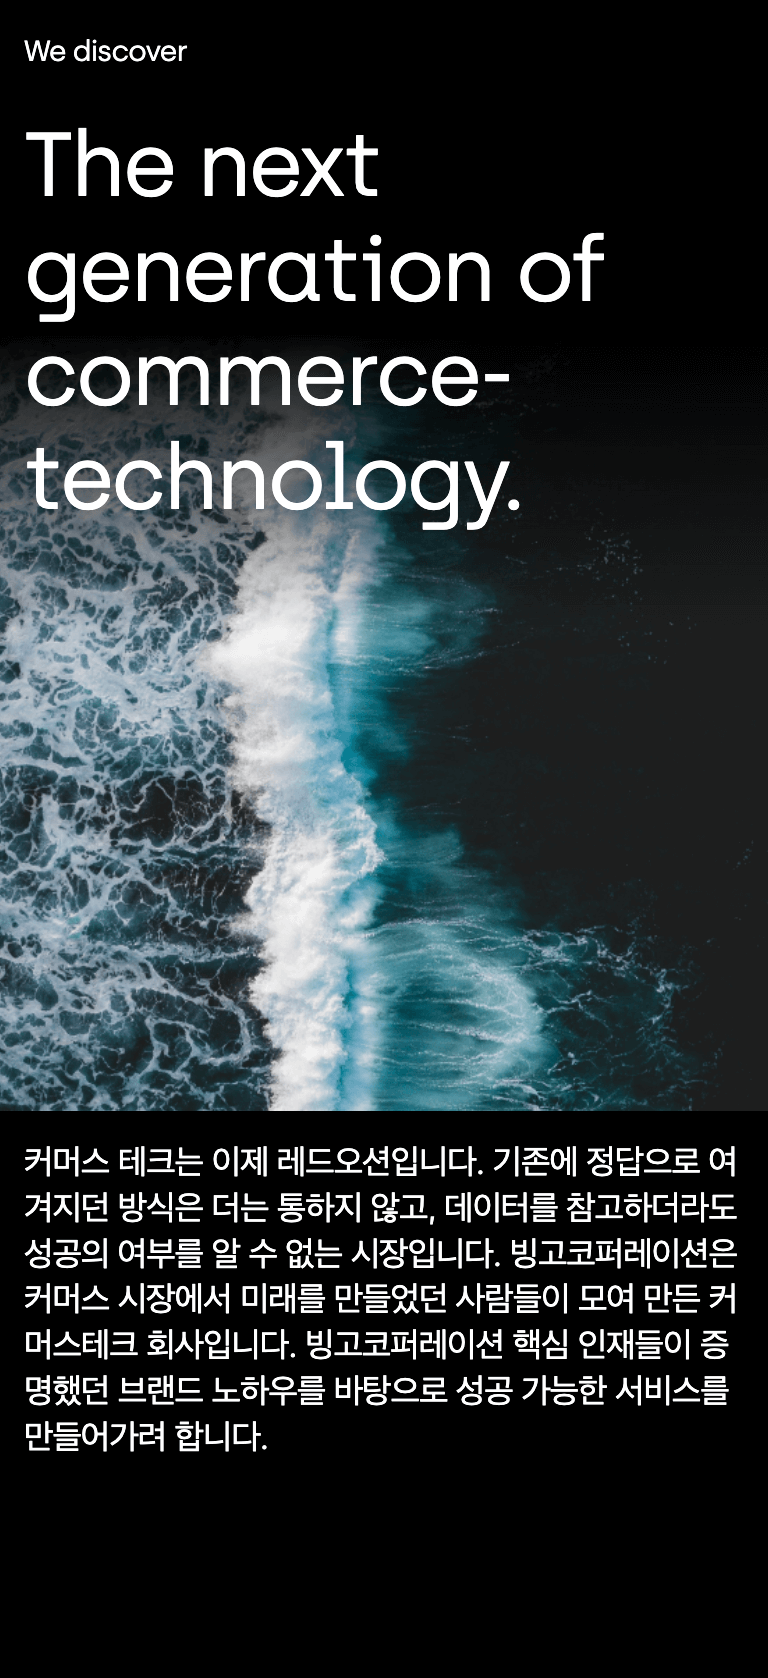 We discover
The next
generation of
commerce-
technology.
커머스 테크는 이제 레드오션입니다. 기존에 정답으로 여
겨지던 방식은 더는 통하지 않고, 데이터를 참고하더라도
성공의 여부를 알 수 없는 시장입니다. 빙고코퍼레이션은
커머스 시장에서 미래를 만들었던 사람들이 모여 만든 커
머스테크 회사입니다. 빙고코퍼레이션 핵심 인재들이 증
명했던 브랜드 노하우를 바탕으로 성공 가능한 서비스를
만들어가려 합니다.